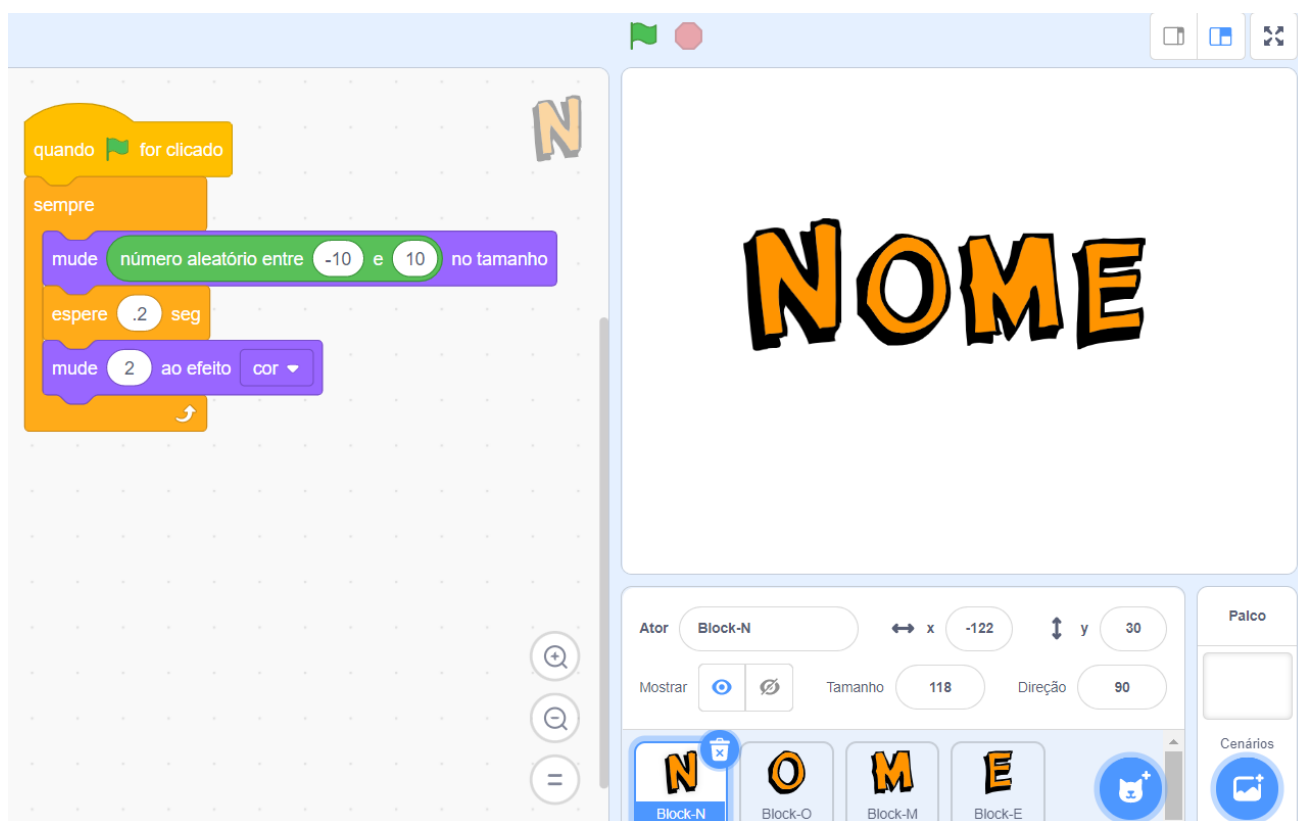 quando for clicado
sempre
mude número aleatório entre -10 e 10 no tamanho
espere .2 seg
mude 2 ao efeito cor
N
NOME
Ator Block-N x -122 y 30
Mostrar Tamanho 118 Direção 90
N O M E
Block-N Block-O Block-M Block-E
Palco
Cenários